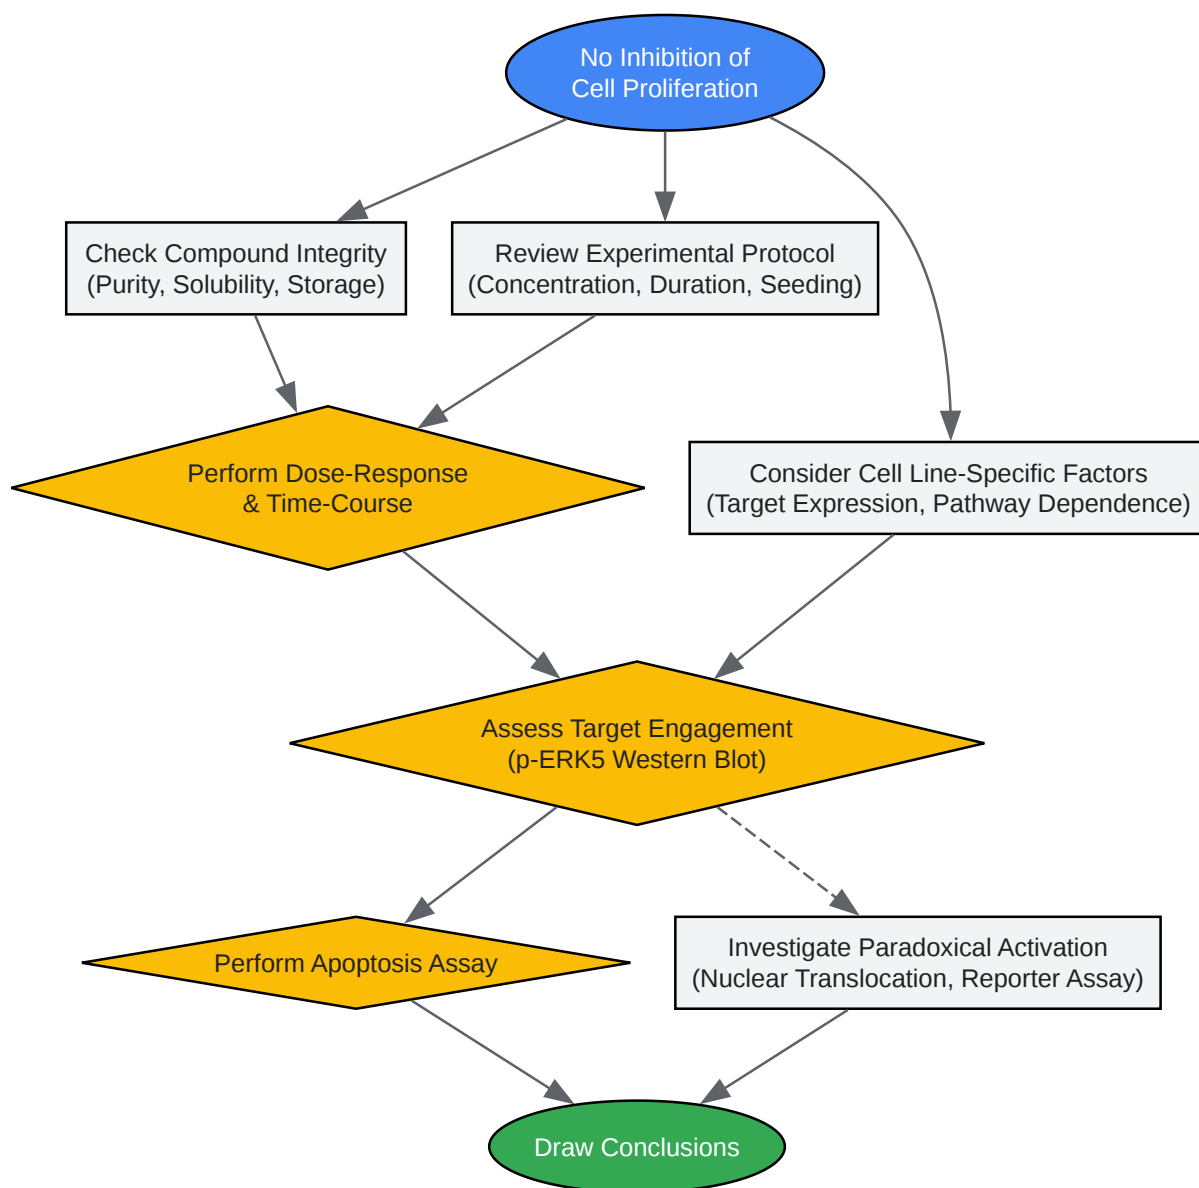 No Inhibition of
Cell Proliferation
Check Compound Integrity
(Purity, Solubility, Storage)
Review Experimental Protocol
(Concentration, Duration, Seeding)
Perform Dose-Response
& Time-Course
Consider Cell Line-Specific Factors
(Target Expression, Pathway Dependence)
Assess Target Engagement
(p-ERK5 Western Blot)
Perform Apoptosis Assay
Investigate Paradoxical Activation
(Nuclear Translocation, Reporter Assay)
Draw Conclusions